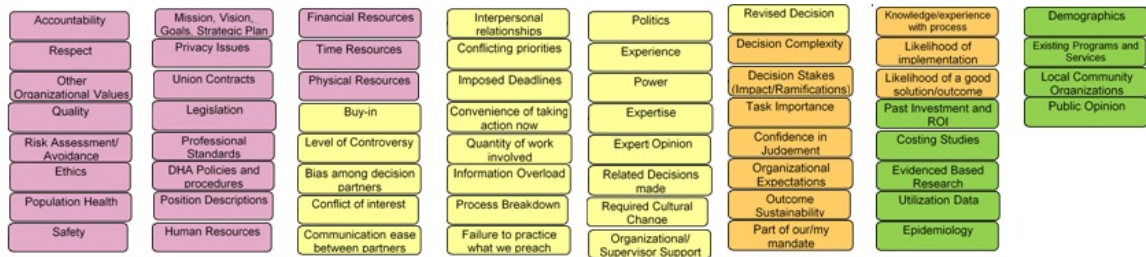 Accountability
Respect
Other
Organizational Values
Quality
Risk Assessment/
Avoidance
Ethics
Population Health
Safety
Mission, Vision,
Goals, Strategic Plan
Privacy Issues
Union Contracts
Legislation
Professional
Standards
DHA Policies and
procedures
Position Descriptions
Human Resources
Financial Resources
Time Resources
Physical Resources
Buy-in
Level of Controversy
Bias among decision
partners
Conflict of interest
Communication ease
between partners
Interpersonal
relationships
Conflicting priorities
Imposed Deadlines
Convenience of taking
action now
Quantity of work
involved
Information Overload
Process Breakdown
Failure to practice
what we preach
Politics
Experience
Power
Expertise
Expert Opinion
Related Decisions
made
Required Cultural
Change
Organizational/
Supervisor Support
Revised Decision
Decision Complexity
Decision Stakes
(Impact/Ramifications)
Task Importance
Confidence in
Judgement
Organizational
Expectations
Outcome
Sustainability
Part of our/my
mandate
Knowledge/experience
with process
Likelihood of
implementation
Likelihood of a good
solution/outcome
Past Investment and
ROI
Costing Studies
Evidenced Based
Research
Utilization Data
Epidemiology
Demographics
Existing Programs and
Services
Local Community
Organizations
Public Opinion